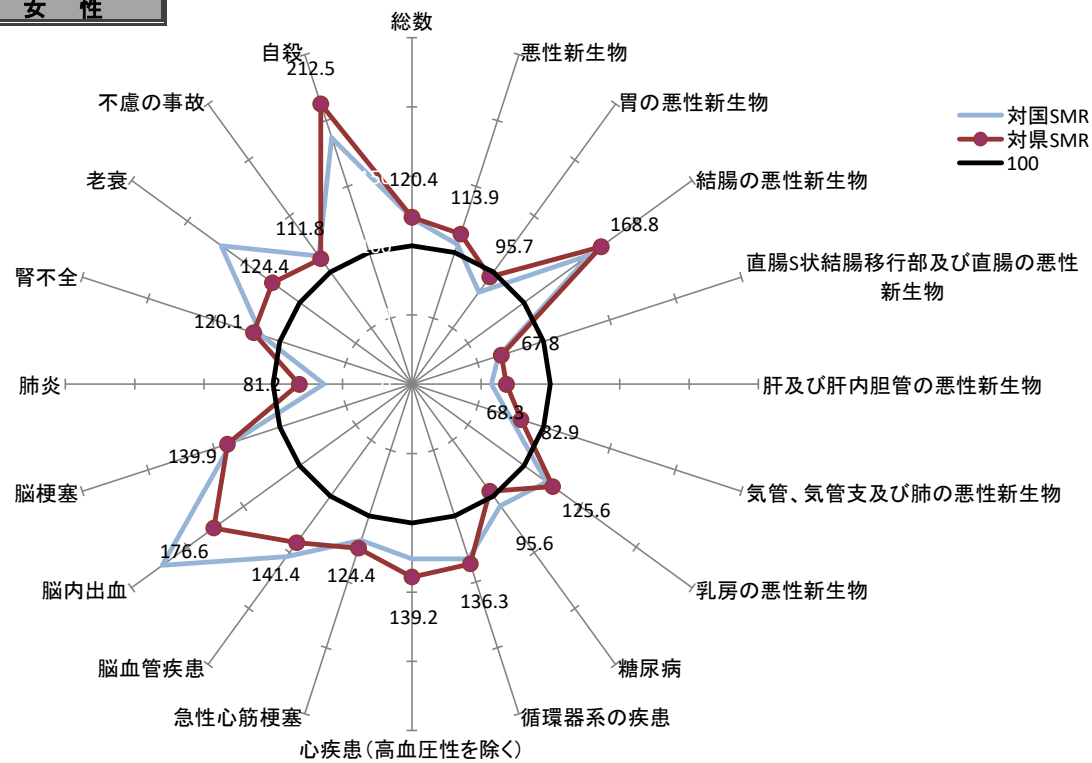 女 性
総数
悪性新生物
胃の悪性新生物
結腸の悪性新生物
直腸S状結腸移行部及び直腸の悪性
新生物
肝及び肝内胆管の悪性新生物
気管、気管支及び肺の悪性新生物
乳房の悪性新生物
糖尿病
循環器系の疾患
心疾患(高血圧性を除く)
急性心筋梗塞
脳血管疾患
脳内出血
脳梗塞
肺炎
腎不全
老衰
不慮の事故
自殺
対国SMR
対県SMR
100
120.4
113.9
95.7
168.8
67.8
68.3
82.9
125.6
95.6
136.3
139.2
124.4
141.4
176.6
139.9
81.2
120.1
124.4
111.8
212.5
100